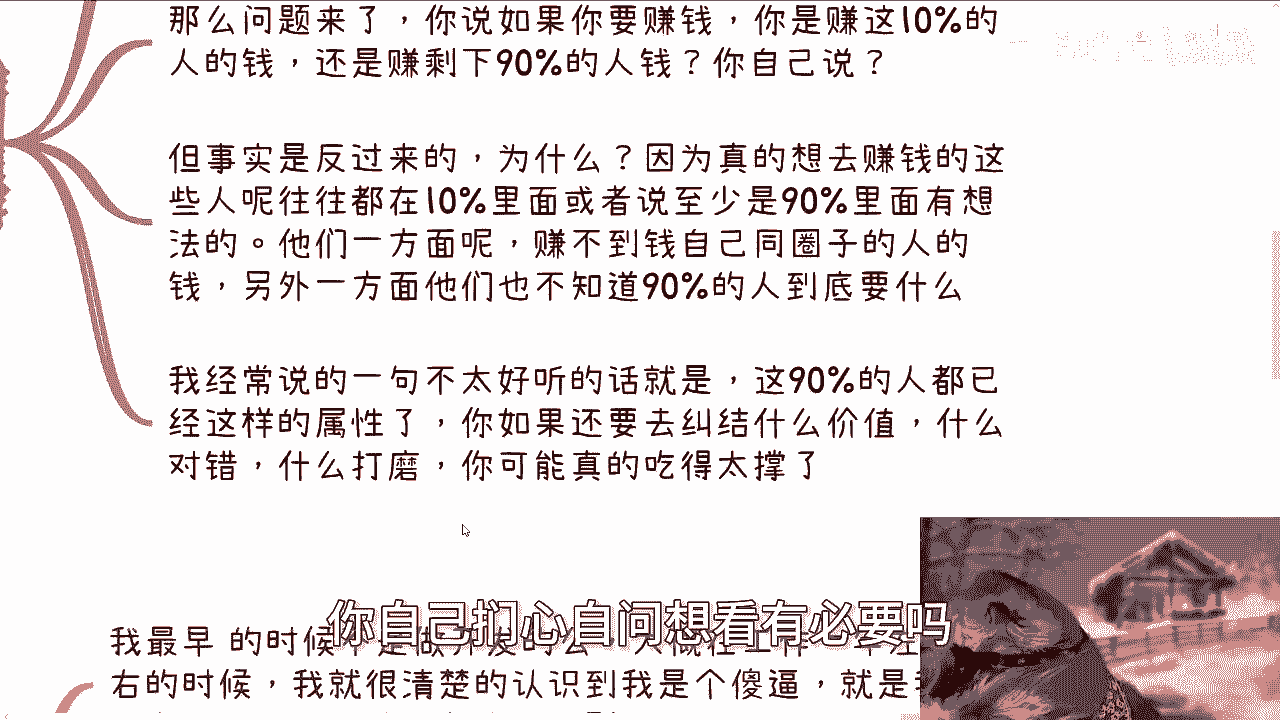 那么问题来了，你说如果你要赚钱，你是赚这10%的
人的钱，还是赚剩下90%的人钱？你自己说？
但事实是反过来的，为什么？因为真的想去赚钱的这
些人呢往往都在10%里面或者说至少是90%里面有想
法的。他们一方面呢，赚不到钱自己同圈子的人的
钱，另外一方面他们也不知道90%的人到底要什么
我经常说的一句不太好听的话就是，这90%的人都已
经这样的属性了，你如果还要去纠结什么价值，什么
对错，什么打磨，你可能真的吃得太撑了
你自己扪心自问想看有必要吗
我最早 的时候
右的时候，我就很清楚的认识到我是个傻逼，就是